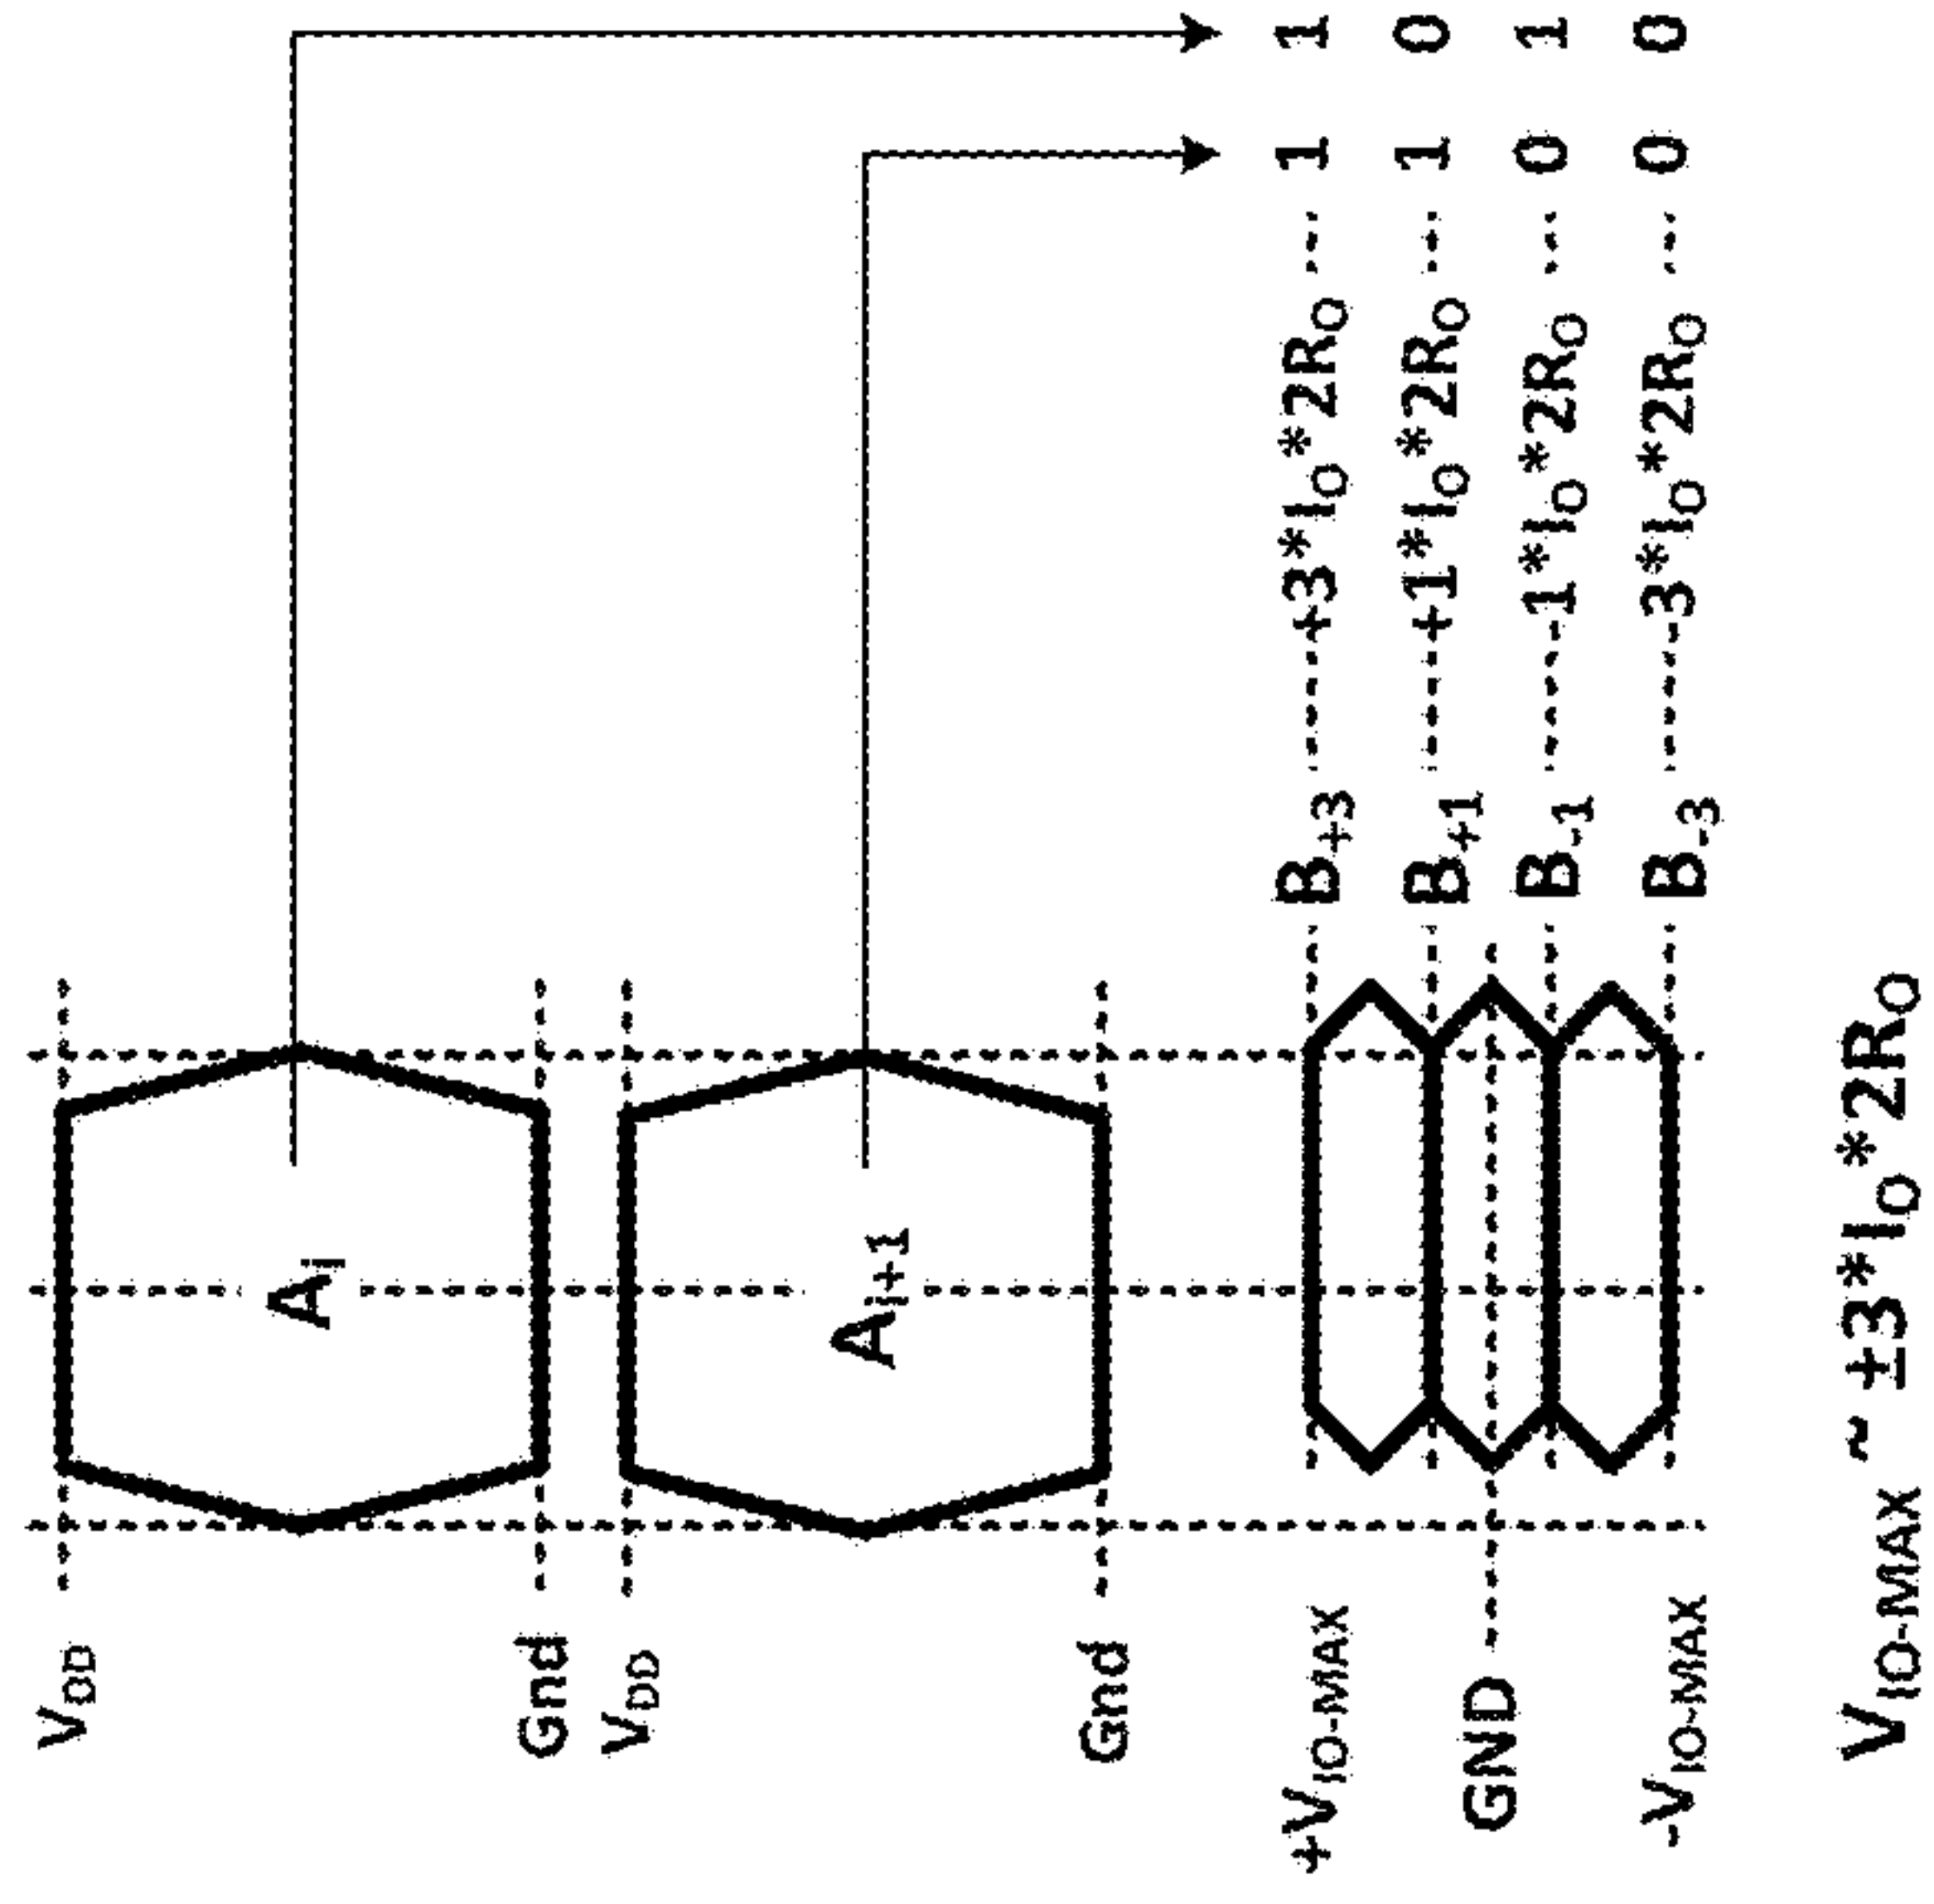 V_DD
A_i
Gnd
V_DD
A_i+1
Gnd
+V_IO-MAX B_+3 +3*I_O*2R_O 1 1
B_+1 +1*I_O*2R_O 1 0
GND
B_-1 -1*I_O*2R_O 0 1
-V_IO-MAX B_-3 -3*I_O*2R_O 0 0
V_IO-MAX ~ ±3*I_O*2R_O